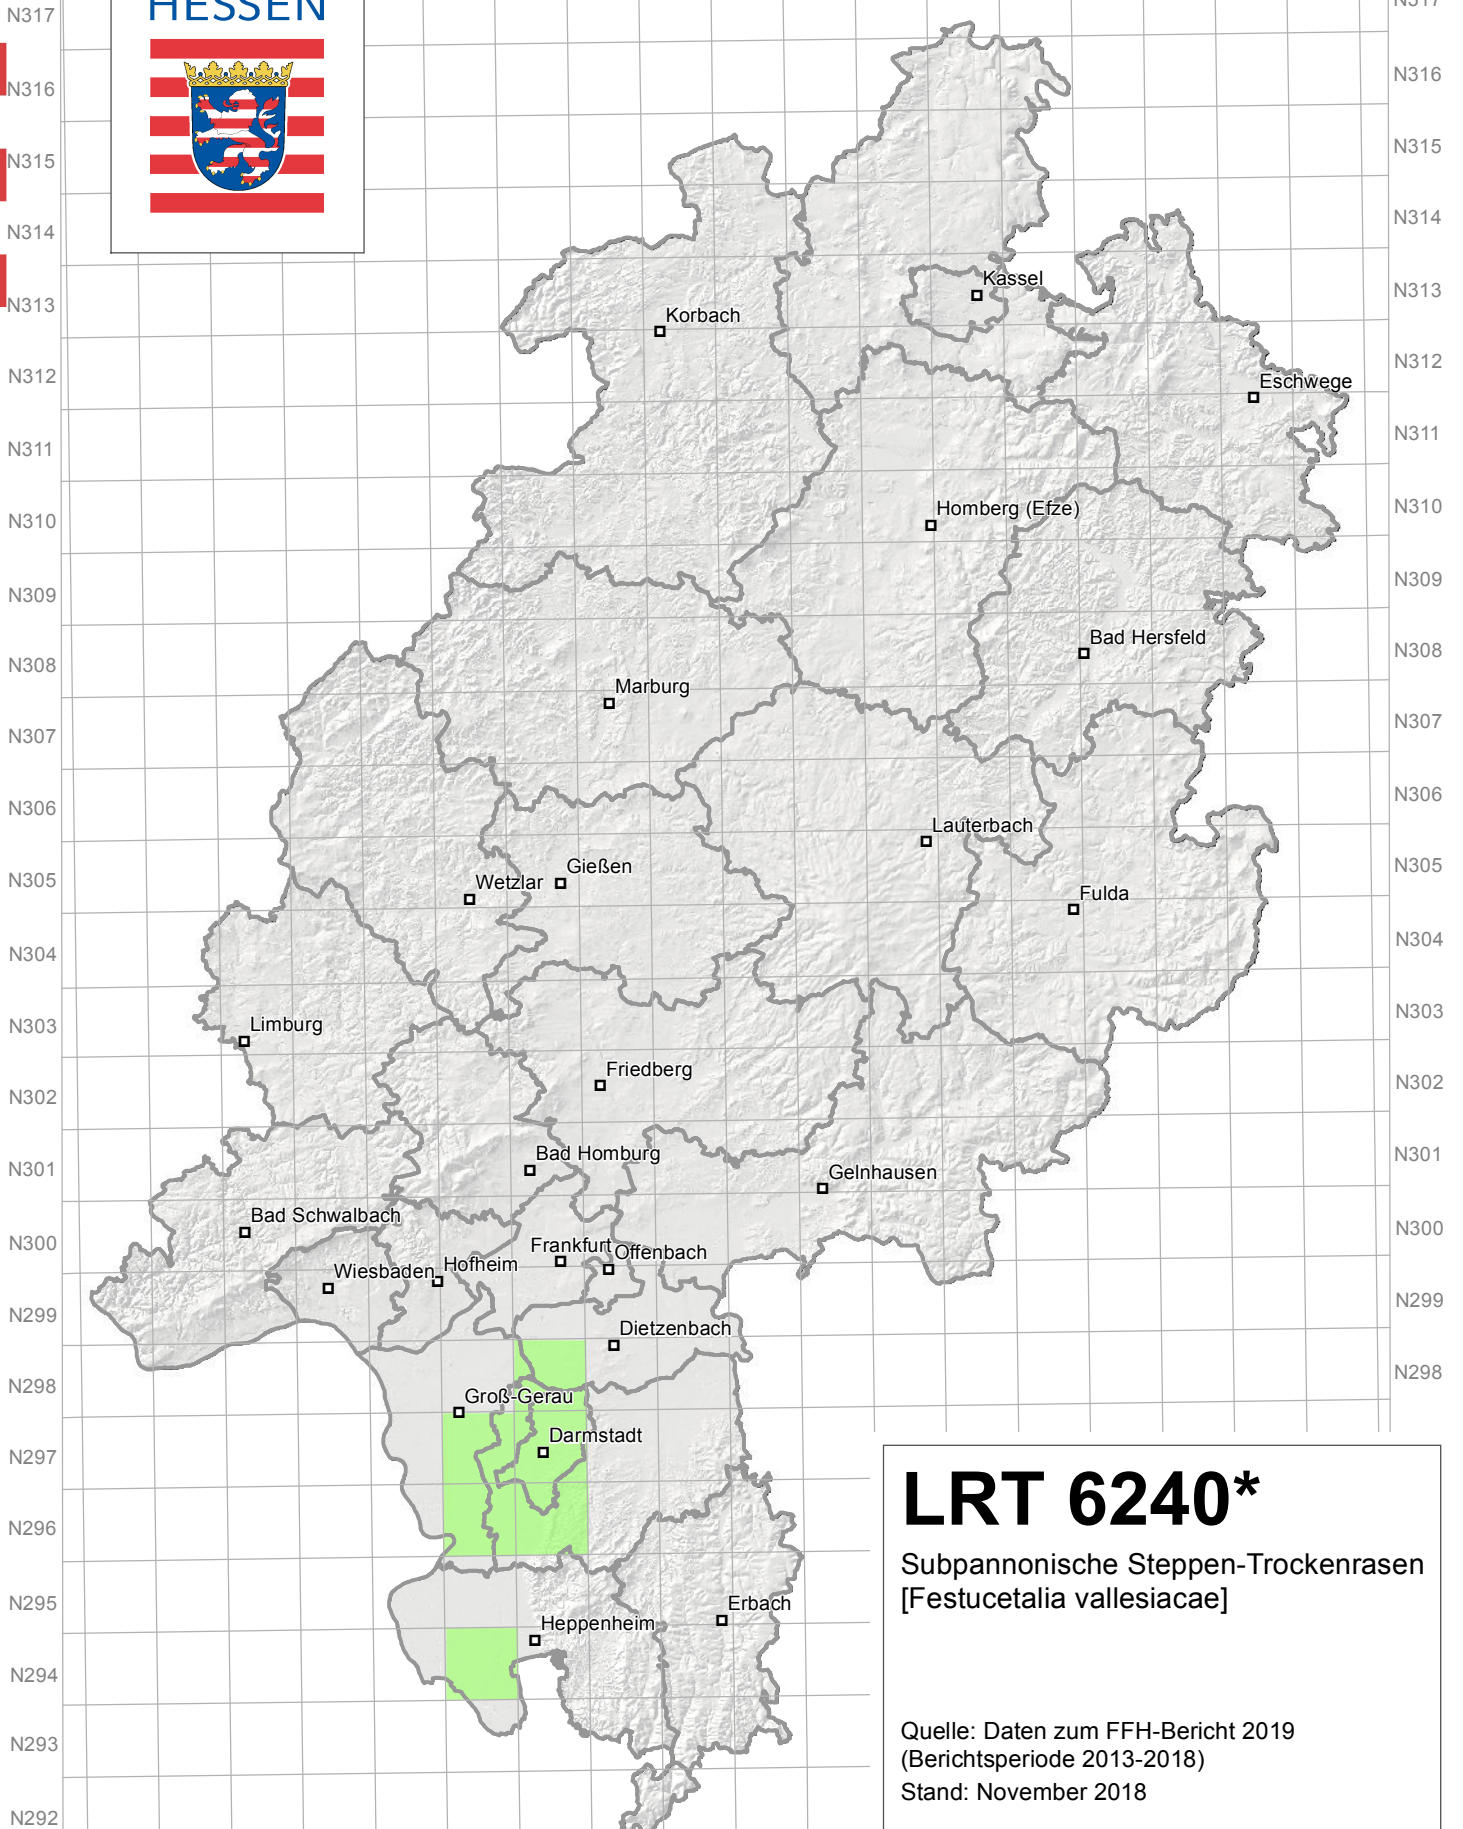 HESSEN
N317
N316
N315
N314
N313
N312
N311
N310
N309
N308
N307
N306
N305
N304
N303
N302
N301
N300
N299
N298
N297
N296
N295
N294
N293
N292
N317
N316
N315
N314
N313
N312
N311
N310
N309
N308
N307
N306
N305
N304
N303
N302
N301
N300
N299
N298
Kassel
Korbach
Eschwege
Homberg (Efze)
Bad Hersfeld
Marburg
Lauterbach
Gießen
Wetzlar
Fulda
Limburg
Friedberg
Bad Homburg
Gelnhausen
Bad Schwalbach
Frankfurt
Offenbach
Hofheim
Wiesbaden
Dietzenbach
Groß-Gerau
Darmstadt
Erbach
Heppenheim
LRT 6240*
Subpannonische Steppen-Trockenrasen
[Festucetalia vallesiacae]
Quelle: Daten zum FFH-Bericht 2019
(Berichtsperiode 2013-2018)
Stand: November 2018